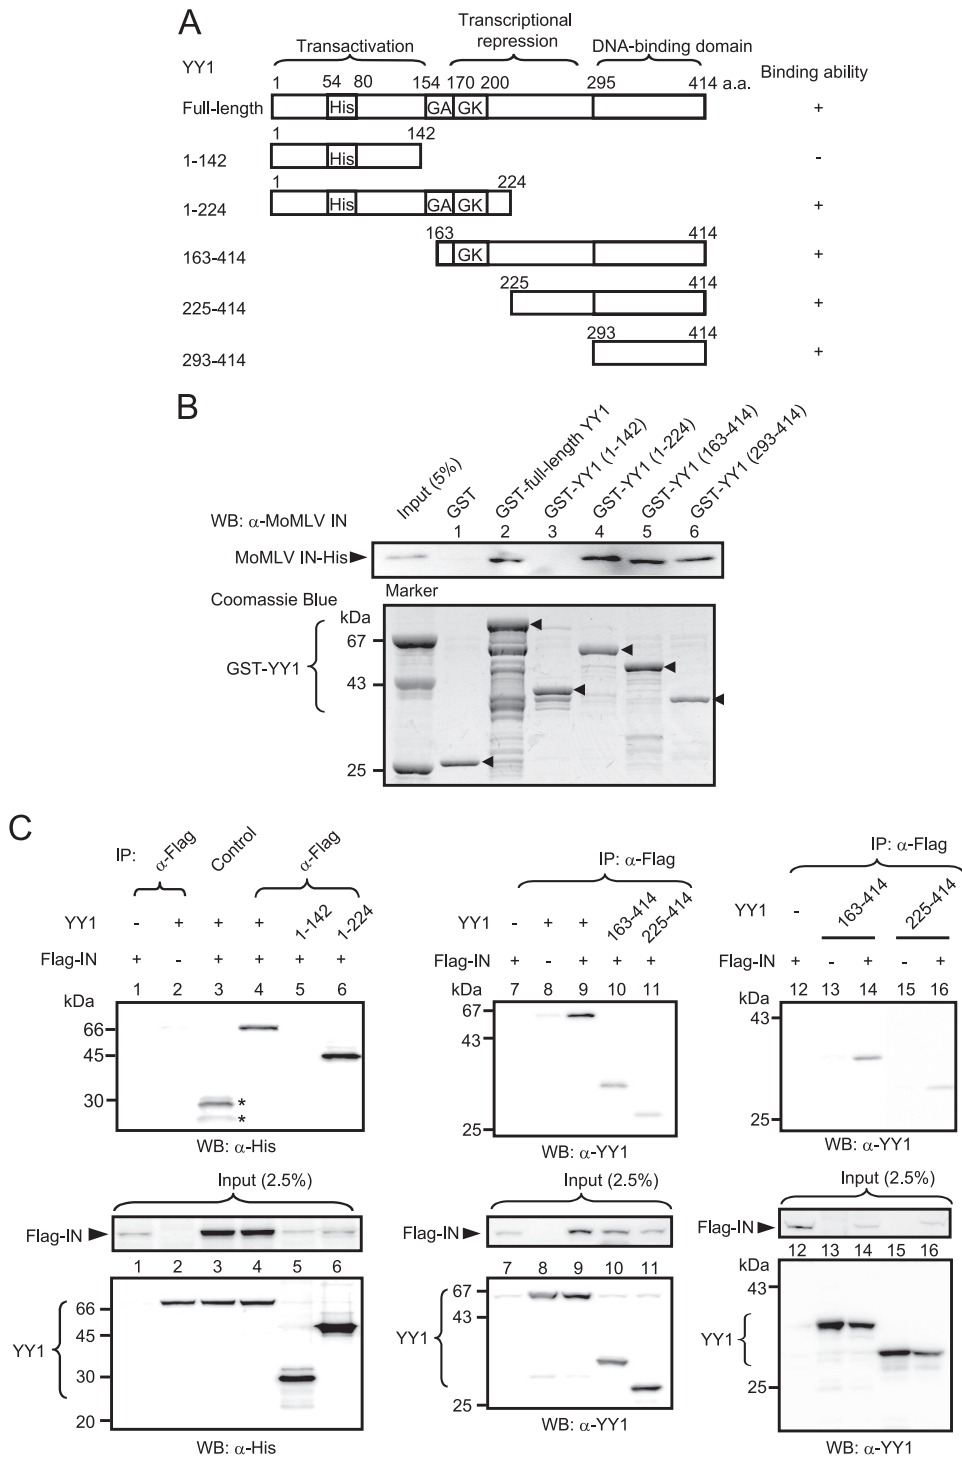 A
Transcriptional
repression
Transactivation
DNA-binding domain
YY1
Binding ability
1 54 80 154 170 200 295 414 a.a.
Full-length His GA GK +
1 142
1-142 His -
1 224
1-224 His GA GK +
163 414
163-414 GK +
225 414
225-414 +
293 414
293-414 +
B
Input (5%) GST GST-full-length YY1 GST-YY1 (1-142) GST-YY1 (1-224) GST-YY1 (163-414) GST-YY1 (293-414)
WB: α-MoMLV IN
1 2 3 4 5 6
MoMLV IN-His
Coomassie Blue Marker
kDa
67
GST-YY1
43
25
C
IP: α-Flag Control α-Flag
YY1 - + + + 1-142 1-224
Flag-IN + - + + + +
kDa 1 2 3 4 5 6
66
45
30 *
*
WB: α-His
Input (2.5%)
Flag-IN
kDa 1 2 3 4 5 6
66
45
YY1
30
20
WB: α-His
IP: α-Flag
YY1 - + + 163-414 225-414
Flag-IN + - + + +
kDa 7 8 9 10 11
67
43
25
WB: α-YY1
Input (2.5%)
Flag-IN
kDa 7 8 9 10 11
67
43
YY1
25
WB: α-YY1
IP: α-Flag
YY1 - 163-414 225-414
Flag-IN + - + - +
kDa 12 13 14 15 16
43
25
WB: α-YY1
Input (2.5%)
Flag-IN
kDa 12 13 14 15 16
43
YY1
25
WB: α-YY1